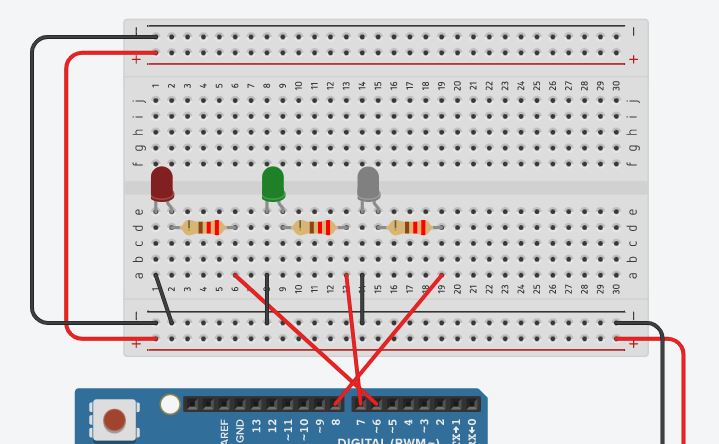 − −
+ +
1 2 3 4 5 6 7 8 9 10 11 12 13 14 15 16 17 18 19 20 21 22 23 24 25 26 27 28 29 30
j j
i i
h h
g g
f f
e e
d d
c c
b b
a a
1 2 3 4 5 6 7 8 9 10 11 12 13 14 15 16 17 18 19 20 21 22 23 24 25 26 27 28 29 30
− −
+ +
AREF GND 13 12 ~11 ~10 ~9 8 7 ~6 ~5 4 ~3 2
DIGITAL (PWM~)